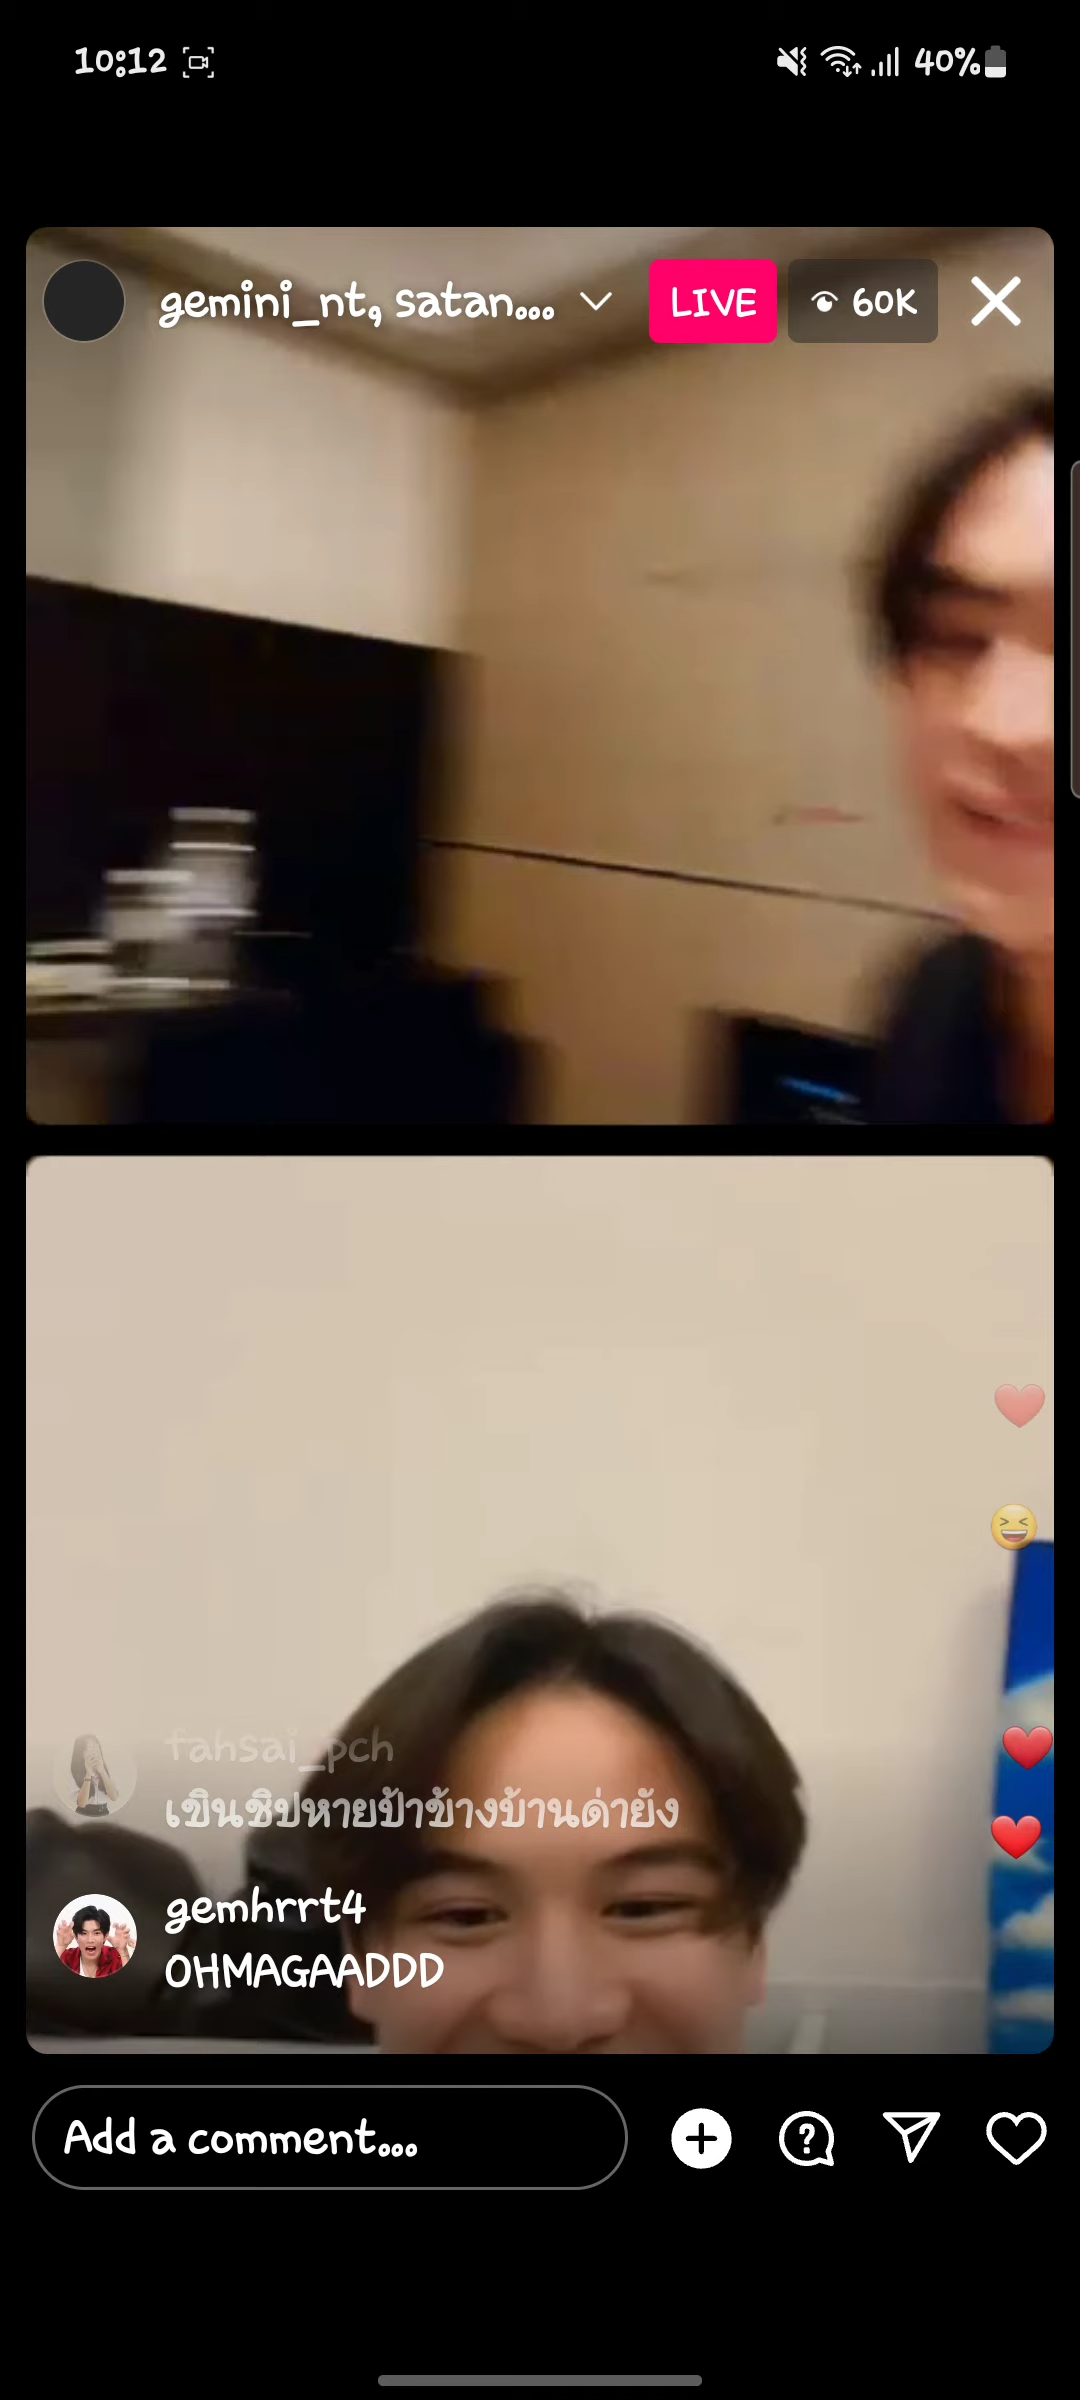 10:12
40%
gemini_nt, satan...
LIVE
60K
fahsai_pch
เขินชิปหายป้าข้างบ้านด่ายัง
gemhrrt4
OHMAGAADDD
Add a comment...